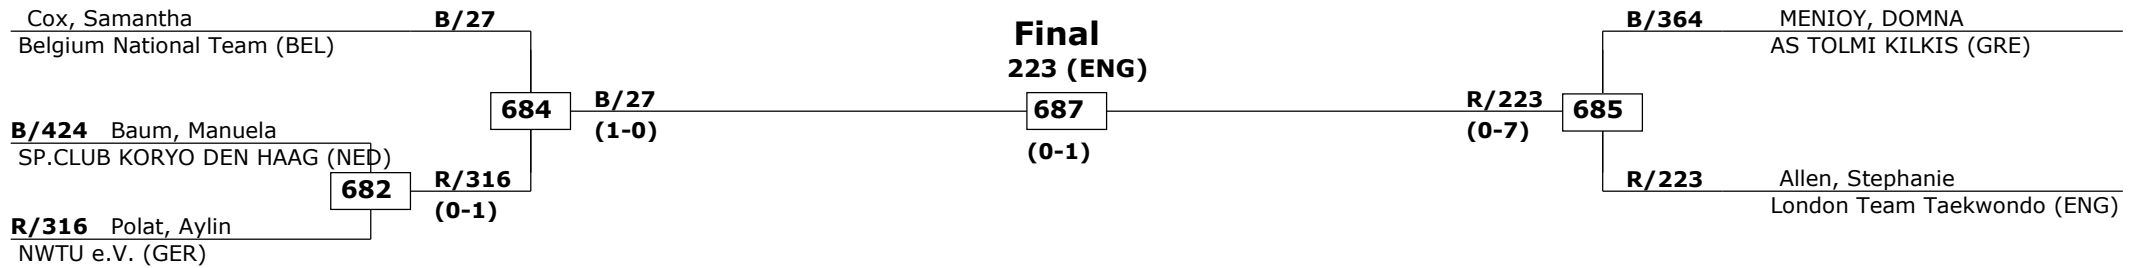 Cox, Samantha
B/27
Belgium National Team (BEL)
Final
223 (ENG)
B/364
MENIOY, DOMNA
AS TOLMI KILKIS (GRE)
684
B/27
(1-0)
687
(0-1)
R/223
(0-7)
685
B/424 Baum, Manuela
SP.CLUB KORYO DEN HAAG (NED)
682
R/316
(0-1)
R/316 Polat, Aylin
NWTU e.V. (GER)
R/223
Allen, Stephanie
London Team Taekwondo (ENG)